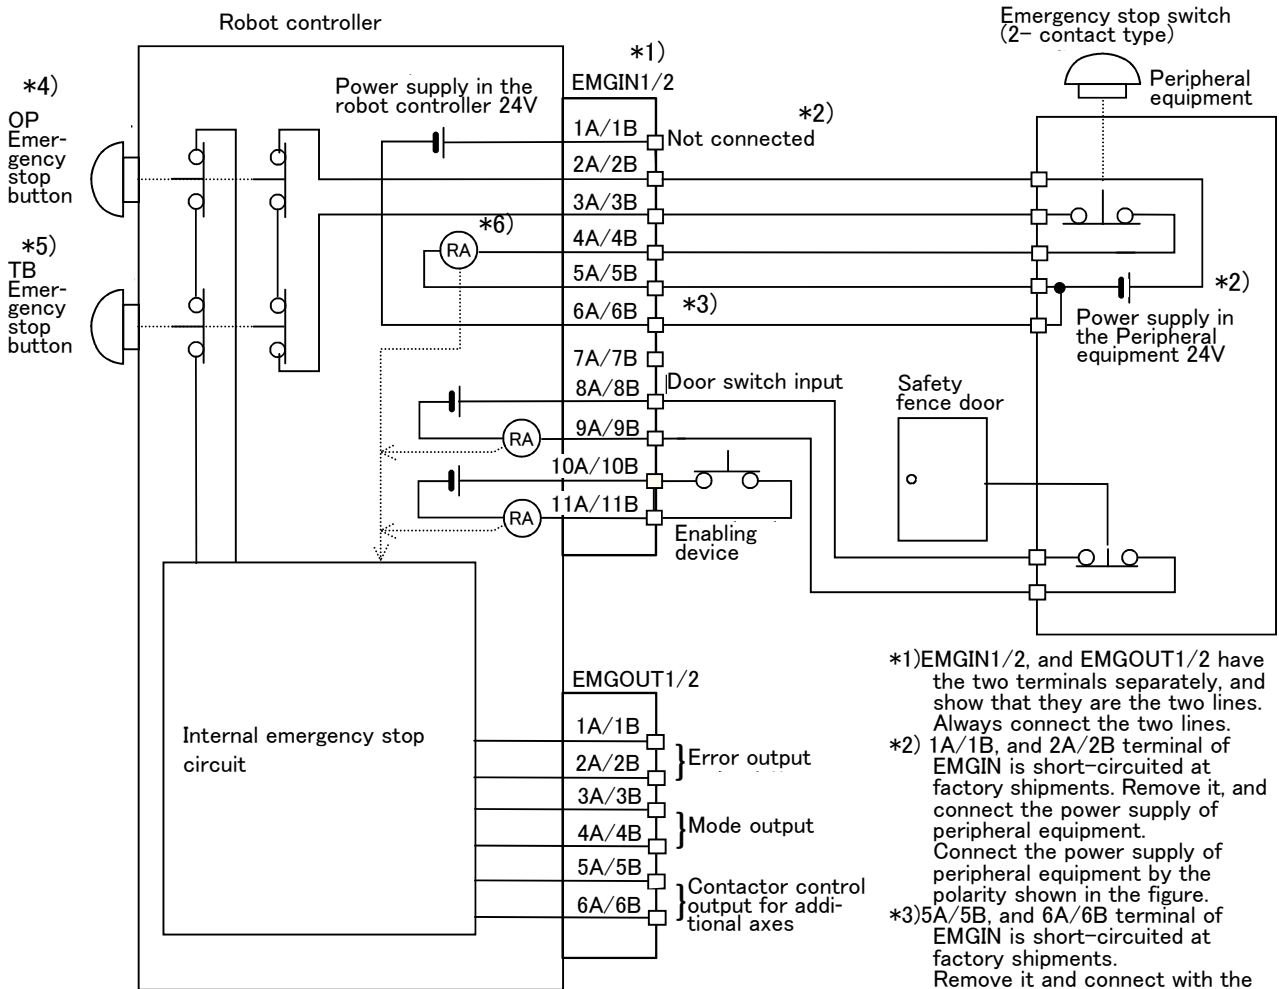 Robot controller
Emergency stop switch
(2- contact type)
Peripheral
equipment
*1)
EMGIN1/2
*4)
OP
Emer-
gency
stop
button
Power supply in the
robot controller 24V
1A/1B
Not connected
*2)
2A/2B
3A/3B
*6)
RA
4A/4B
*5)
TB
Emer-
gency
stop
button
5A/5B
*3)
6A/6B
*2)
Power supply in
the Peripheral
equipment 24V
7A/7B
8A/8B
Door switch input
Safety
fence door
RA
9A/9B
10A/10B
RA
11A/11B
Enabling
device
EMGOUT1/2
Internal emergency stop
circuit
1A/1B
2A/2B
Error output
3A/3B
4A/4B
Mode output
5A/5B
6A/6B
Contactor control
output for addi-
tional axes
*1)EMGIN1/2, and EMGOUT1/2 have
the two terminals separately, and
show that they are the two lines.
Always connect the two lines.
*2) 1A/1B, and 2A/2B terminal of
EMGIN is short-circuited at
factory shipments. Remove it, and
connect the power supply of
peripheral equipment.
Connect the power supply of
peripheral equipment by the
polarity shown in the figure.
*3)5A/5B, and 6A/6B terminal of
EMGIN is short-circuited at
factory shipments.
Remove it and connect with the